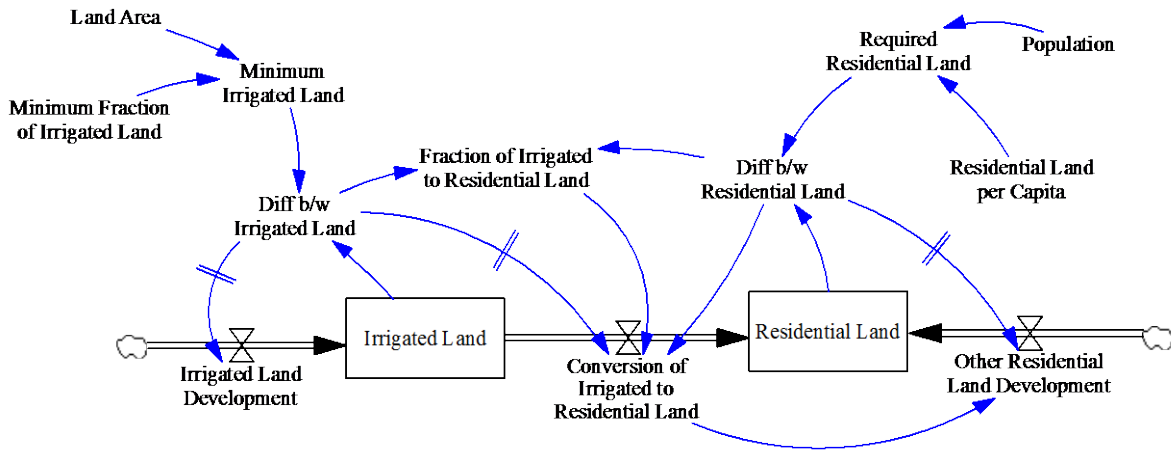 Land Area
Required
Residential Land
Population
Minimum
Irrigated Land
Minimum Fraction
of Irrigated Land
Fraction of Irrigated
to Residential Land
Diff b/w
Residential Land
Residential Land
per Capita
Diff b/w
Irrigated Land
Irrigated Land
Residential Land
Irrigated Land
Development
Conversion of
Irrigated to
Residential Land
Other Residential
Land Development